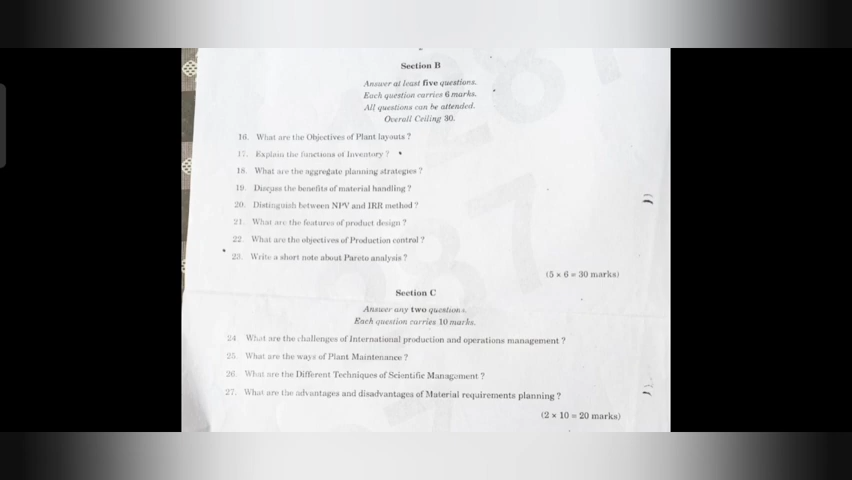 Section B
Answer at least five questions.
Each question carries 6 marks.
All questions can be attended.
Overall Ceiling 30.
16. What are the Objectives of Plant layouts ?
17. Explain the functions of Inventory ?
18. What are the aggregate planning strategies ?
19. Discuss the benefits of material handling ?
20. Distinguish between NPV and IRR method ?
21. What are the features of product design ?
22. What are the objectives of Production control ?
23. Write a short note about Pareto analysis ?
(5 × 6 = 30 marks)
Section C
Answer any two questions.
Each question carries 10 marks.
24. What are the challenges of International production and operations management ?
25. What are the ways of Plant Maintenance ?
26. What are the Different Techniques of Scientific Management ?
27. What are the advantages and disadvantages of Material requirements planning ?
(2 × 10 = 20 marks)